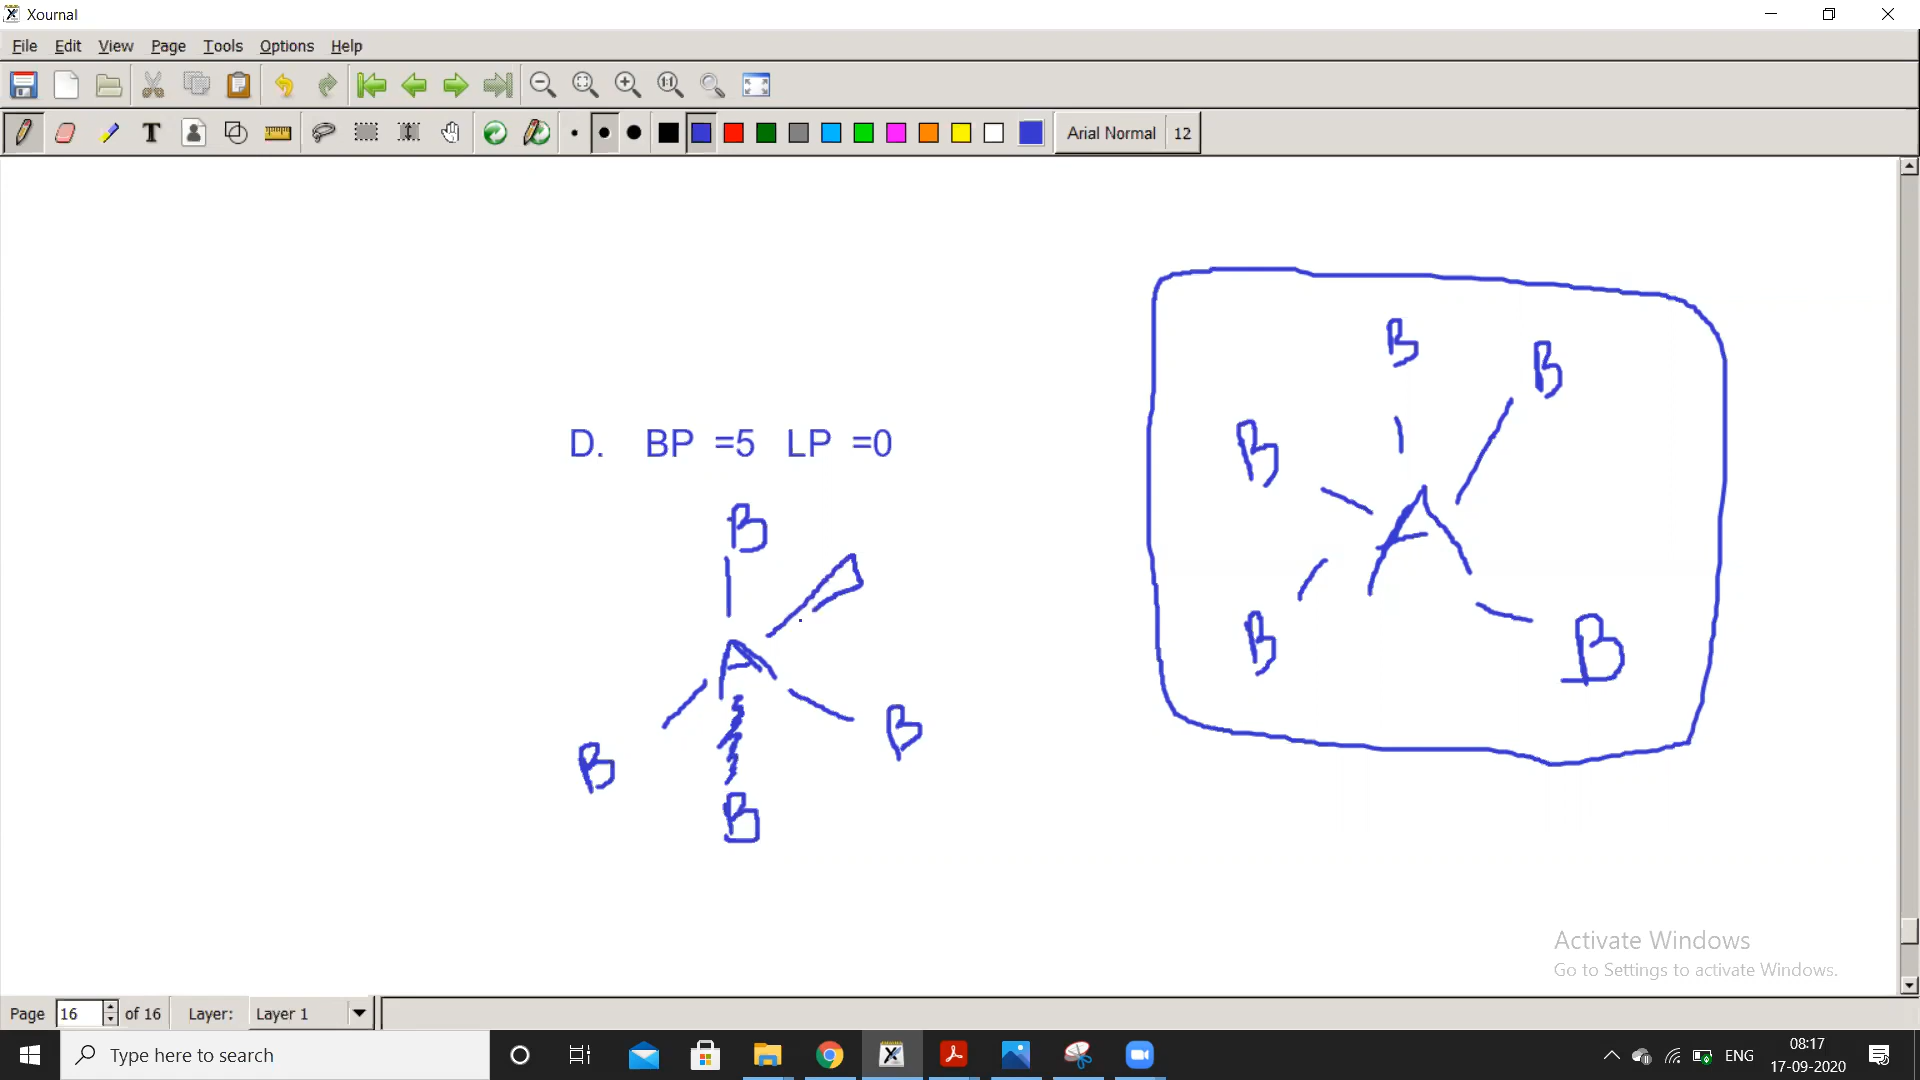 Xournal
File Edit View Page Tools Options Help
Arial Normal 12
D. BP =5 LP =0
B
B
B
B
A
B
B
B
B
B
A
Activate Windows
Go to Settings to activate Windows.
Page 16 of 16 Layer: Layer 1
Type here to search
ENG
08:17
17-09-2020